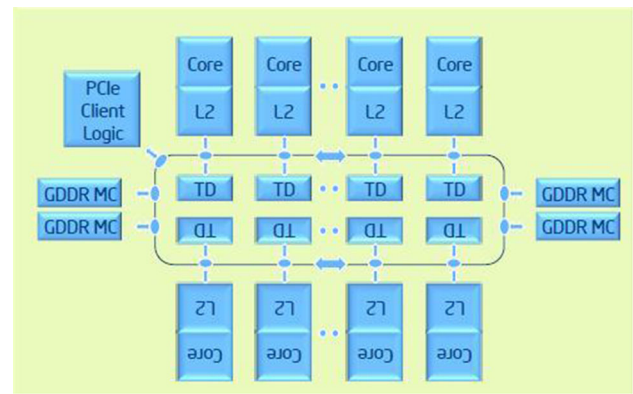 Core Core Core Core
PCIe
Client
Logic
L2 L2 L2 L2
GDDR MC TD TD TD TD GDDR MC
GDDR MC TD TD TD TD GDDR MC
L2 L2 L2 L2
Core Core Core Core